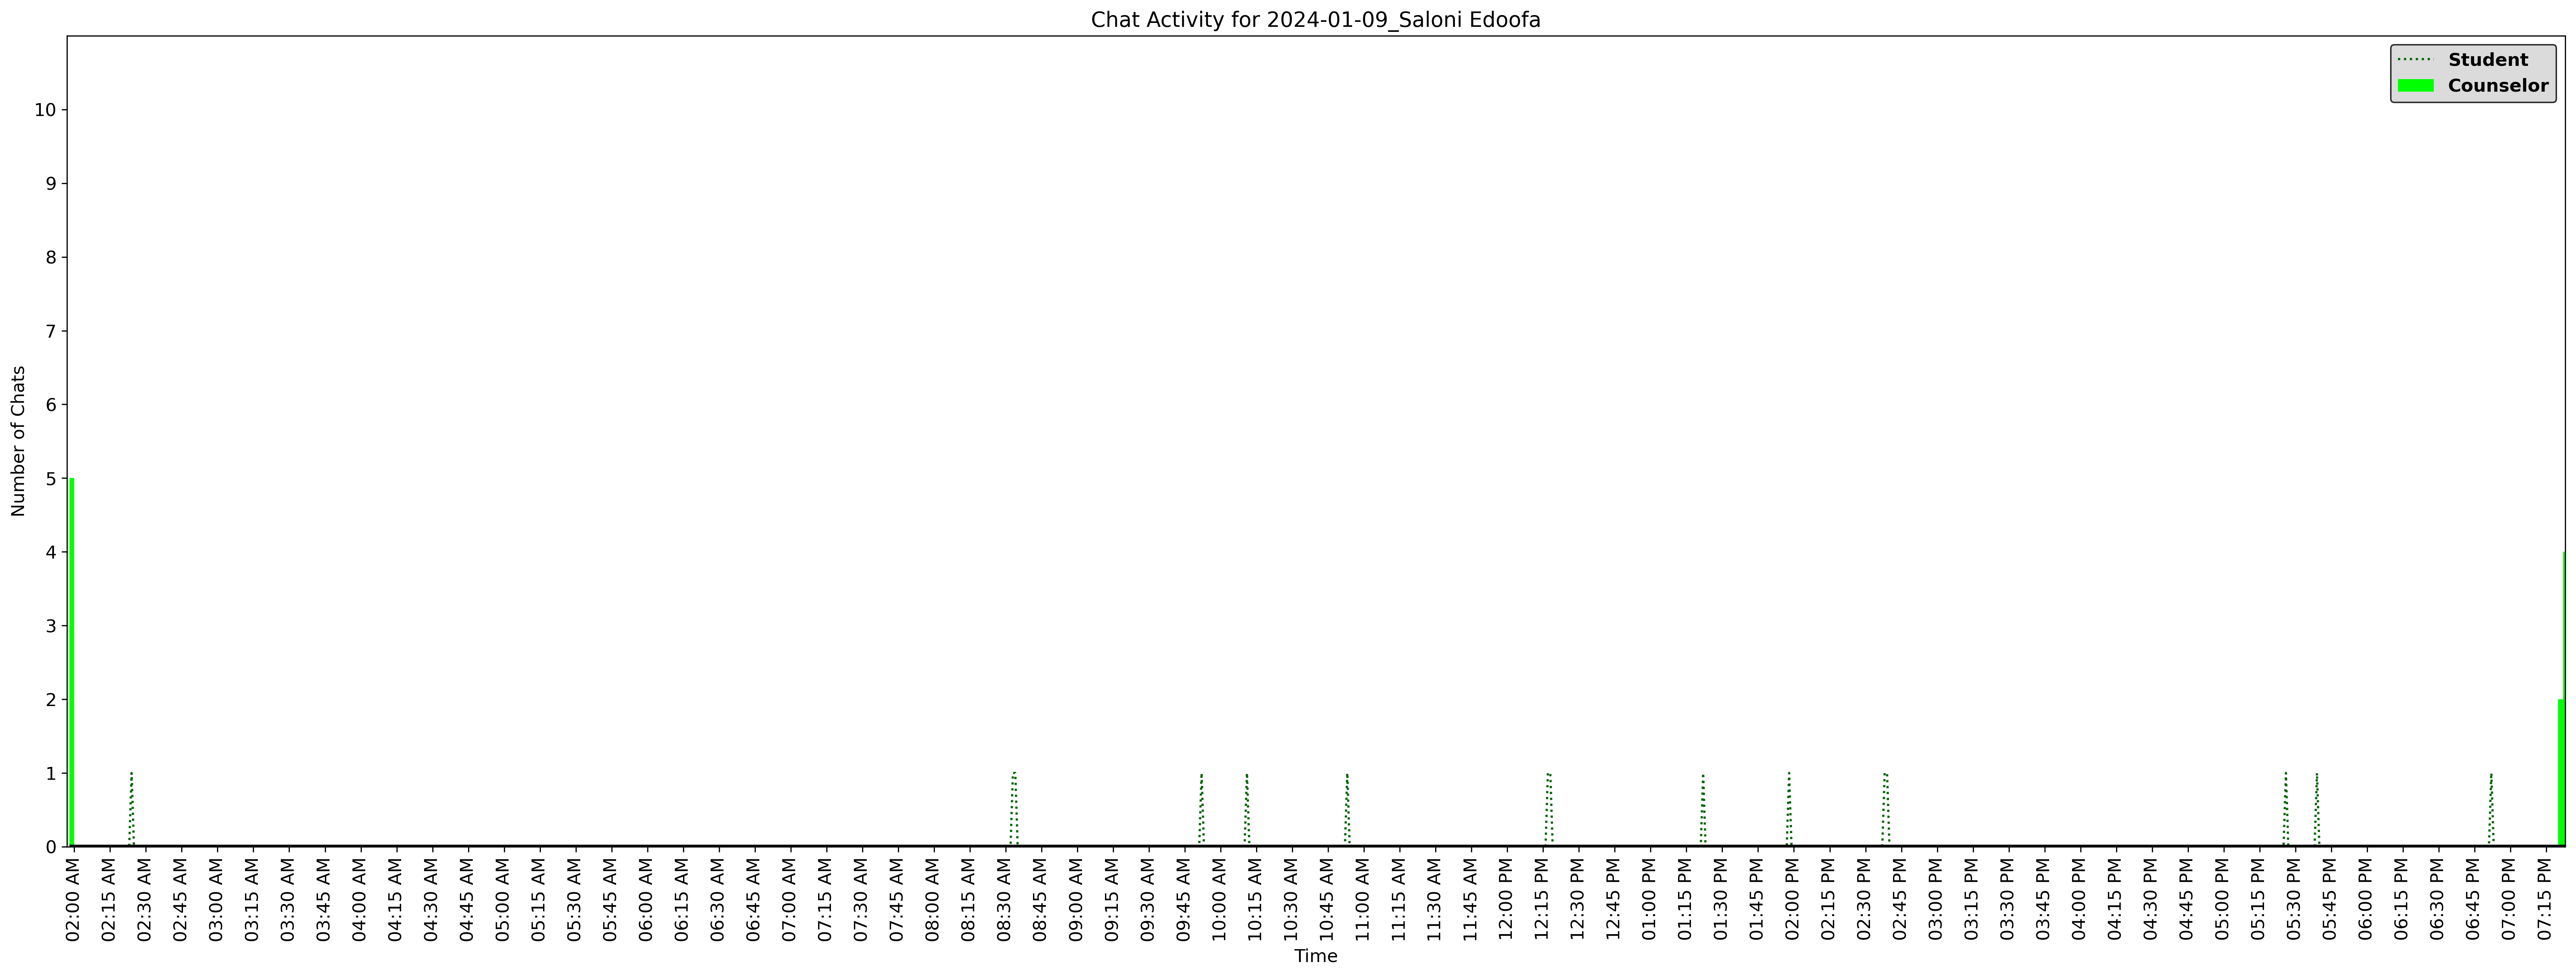 Chat Activity for 2024-01-09_Saloni Edoofa
Student
Counselor
Number of Chats
10
9
8
7
6
5
4
3
2
1
0
02:00 AM
02:15 AM
02:30 AM
02:45 AM
03:00 AM
03:15 AM
03:30 AM
03:45 AM
04:00 AM
04:15 AM
04:30 AM
04:45 AM
05:00 AM
05:15 AM
05:30 AM
05:45 AM
06:00 AM
06:15 AM
06:30 AM
06:45 AM
07:00 AM
07:15 AM
07:30 AM
07:45 AM
08:00 AM
08:15 AM
08:30 AM
08:45 AM
09:00 AM
09:15 AM
09:30 AM
09:45 AM
10:00 AM
10:15 AM
10:30 AM
10:45 AM
11:00 AM
11:15 AM
11:30 AM
11:45 AM
12:00 PM
12:15 PM
12:30 PM
12:45 PM
01:00 PM
01:15 PM
01:30 PM
01:45 PM
02:00 PM
02:15 PM
02:30 PM
02:45 PM
03:00 PM
03:15 PM
03:30 PM
03:45 PM
04:00 PM
04:15 PM
04:30 PM
04:45 PM
05:00 PM
05:15 PM
05:30 PM
05:45 PM
06:00 PM
06:15 PM
06:30 PM
06:45 PM
07:00 PM
07:15 PM
Time